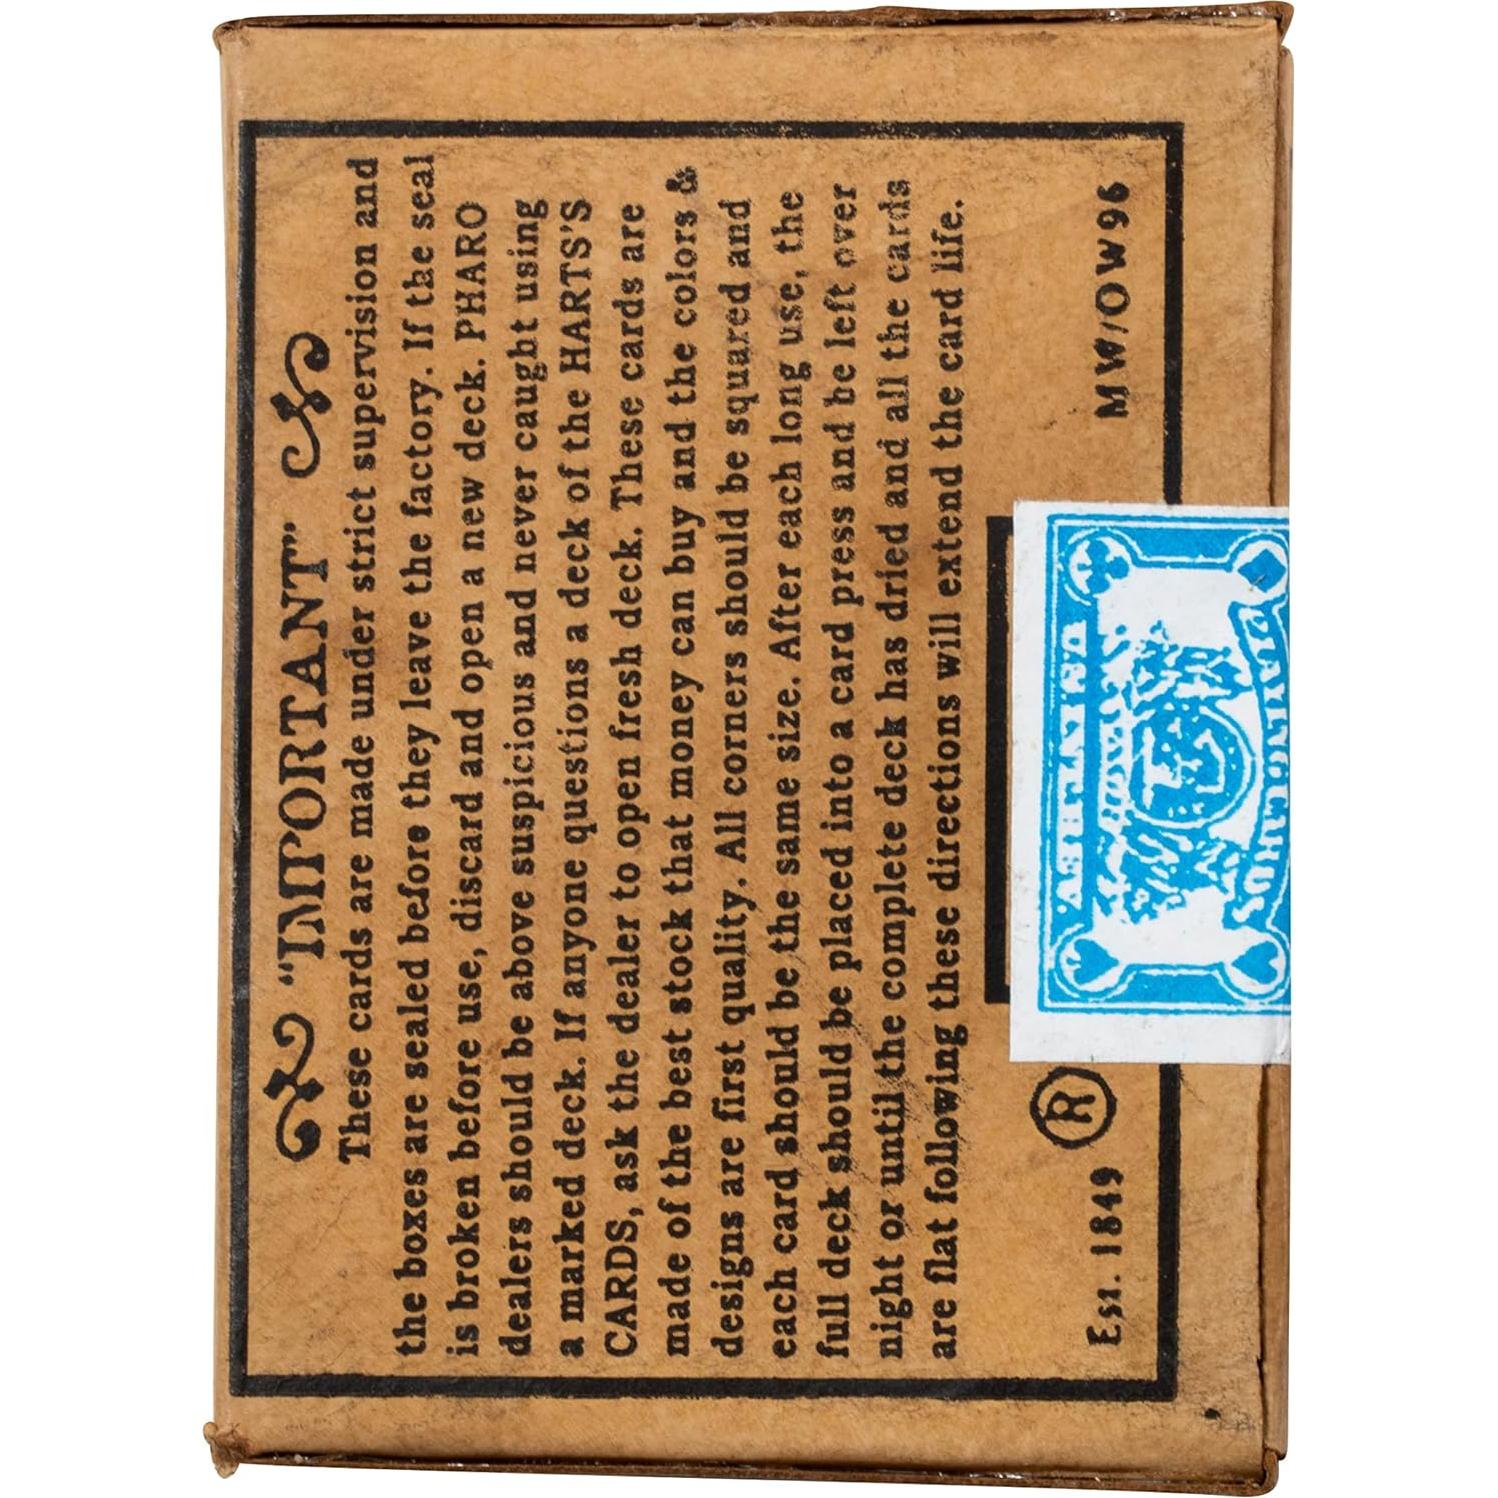 "IMPORTANT"
These cards are made under strict supervision and
the boxes are sealed before they leave the factory. If the seal
is broken before use, discard and open a new deck. PHARO
dealers should be above suspicious and never caught using
a marked deck. If anyone questions a deck of the HARTS'S
CARDS, ask the dealer to open fresh deck. These cards are
made of the best stock that money can buy and the colors &
designs are first quality. All corners should be squared and
each card should be the same size. After each long use, the
full deck should be placed into a card press and be left over
night or until the complete deck has dried and all the cards
are flat following these directions will extend the card life.
Est. 1849 ® MW/OW96